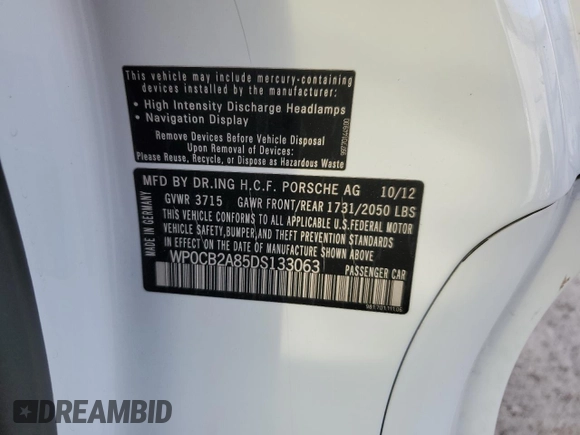 This vehicle may include mercury-containing
devices installed by the manufacturer:
• High Intensity Discharge Headlamps
• Navigation Display
Remove Devices Before Vehicle Disposal
Upon Removal of Devices
Please Reuse, Recycle, or Dispose as Hazardous Waste
MADE IN GERMANY
MFD BY DR.ING H.C.F. PORSCHE AG 10/12
GVWR 3715 GAWR FRONT/REAR 1731/2050 LBS
THIS VEHICLE CONFORMS TO ALL APPLICABLE U.S.FEDERAL MOTOR
VEHICLE SAFETY,BUMPER,AND THEFT PREVENTION STANDARDS
IN EFFECT ON THE DATE OF MANUFACTURE SHOWN ABOVE.
WP0CB2A85DS133063 PASSENGER CAR
DREAMBID